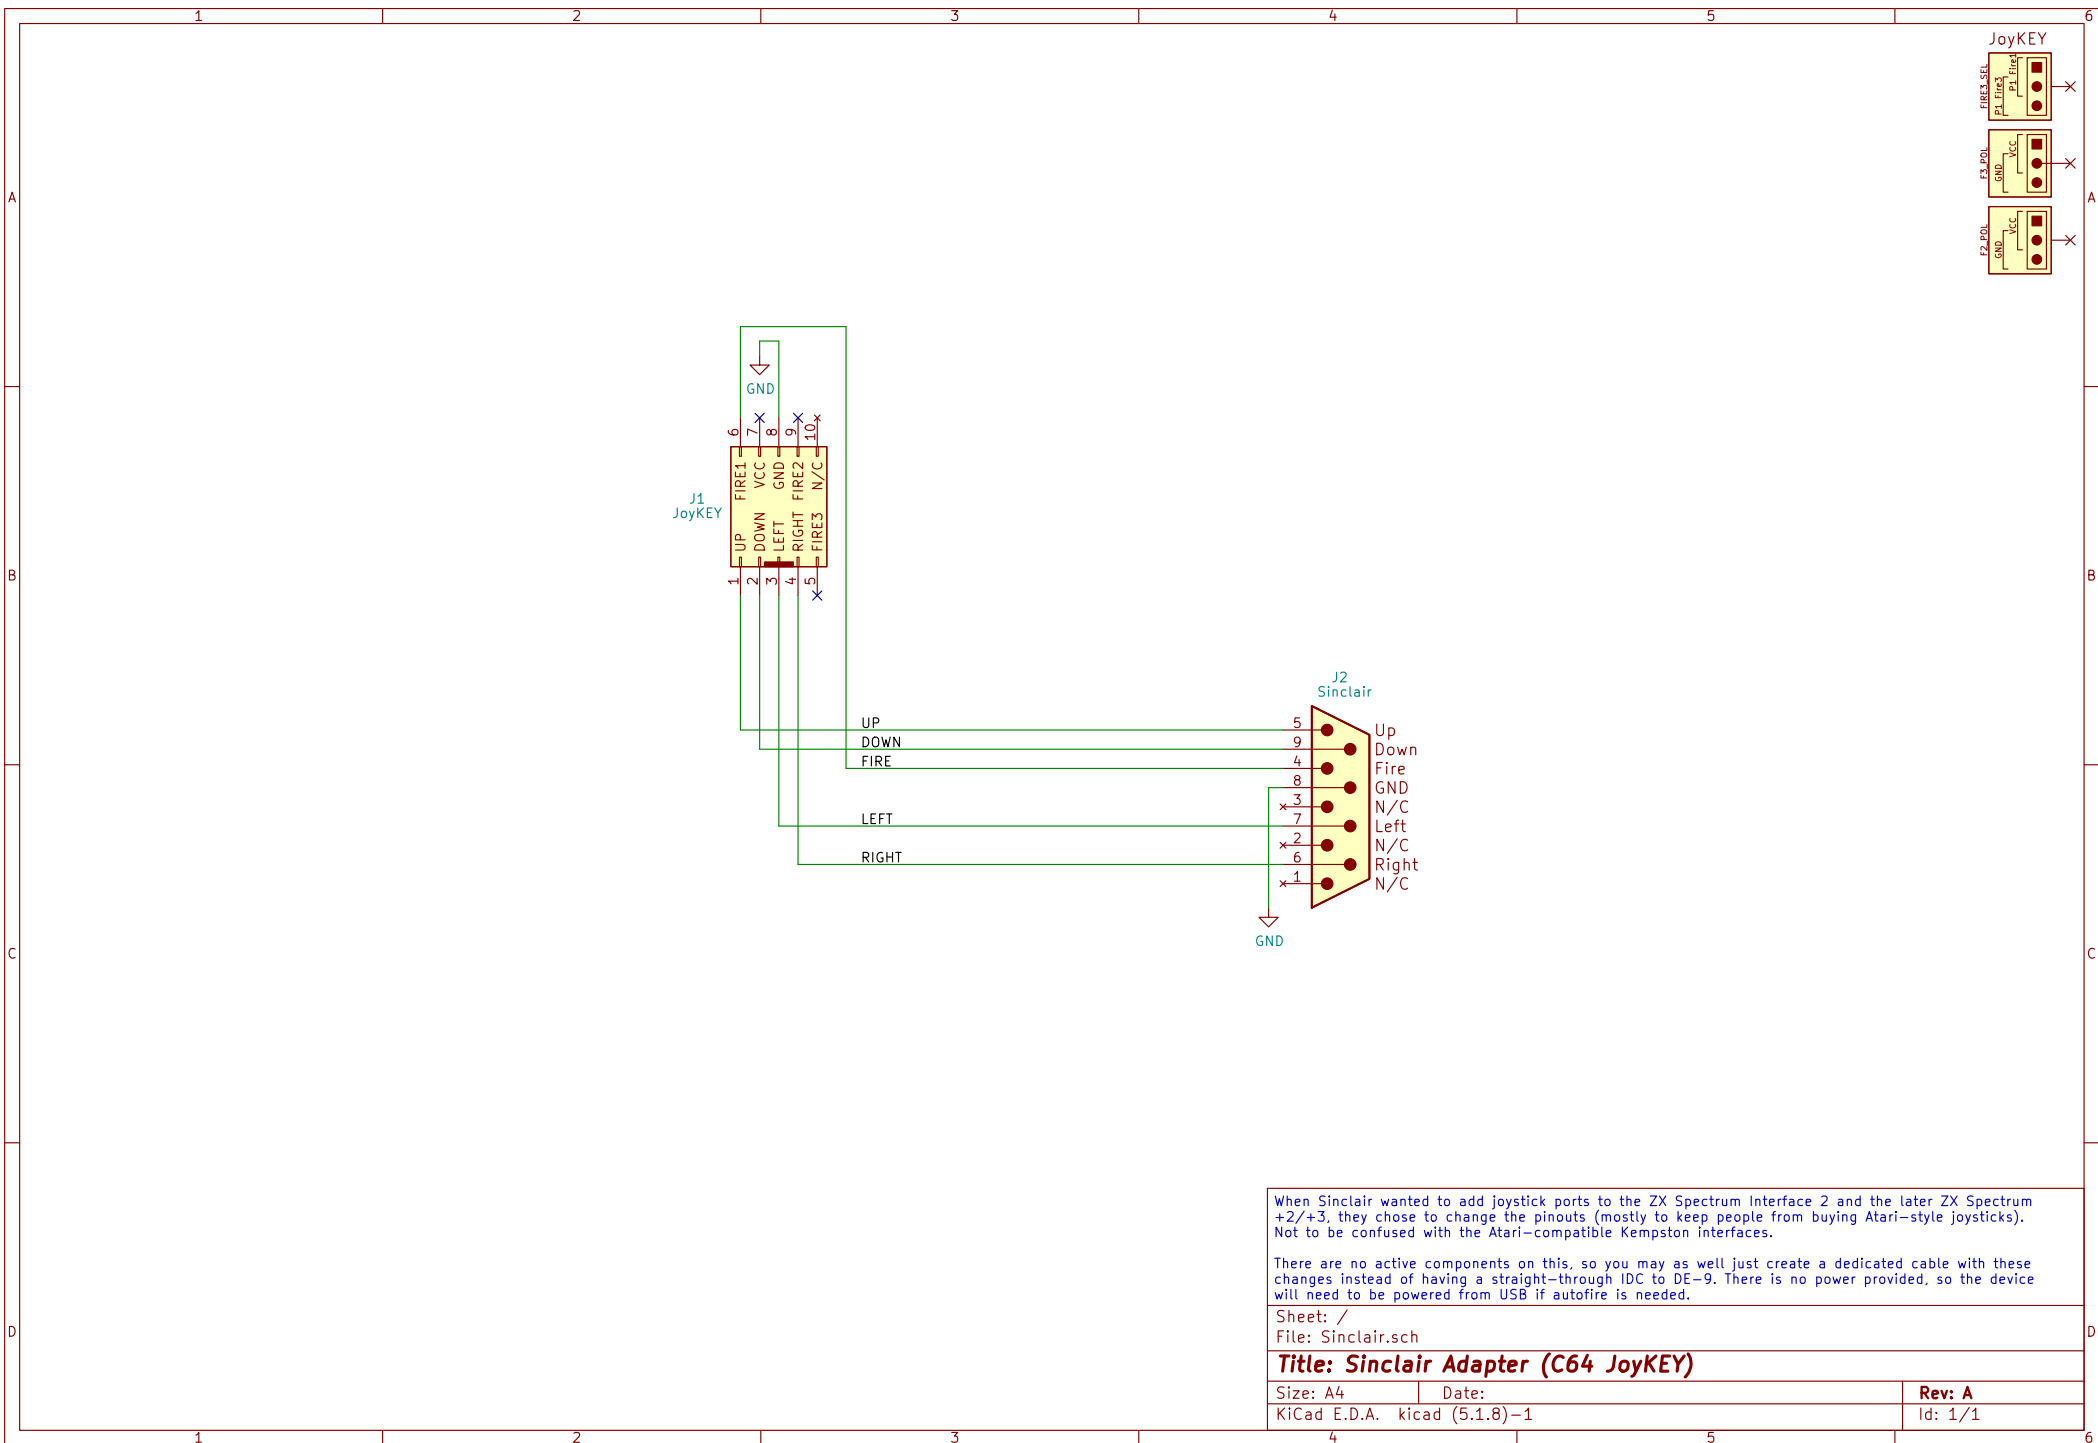 1 2 3 4 5 6
JoyKEY
FIRE3_SEL
P1 Fire3
P1 Fire1
F3_POL
GND
VCC
F2_POL
GND
VCC
A A
GND
6 7 8 9 10
FIRE1 VCC GND FIRE2 N/C
J1
JoyKEY
UP DOWN LEFT RIGHT FIRE3
1 2 3 4 5
B B
J2
Sinclair
UP 5 Up
DOWN 9 Down
FIRE 4 Fire
8 GND
3 N/C
LEFT 7 Left
2 N/C
RIGHT 6 Right
1 N/C
GND
C C
When Sinclair wanted to add joystick ports to the ZX Spectrum Interface 2 and the later ZX Spectrum
+2/+3, they chose to change the pinouts (mostly to keep people from buying Atari-style joysticks).
Not to be confused with the Atari-compatible Kempston interfaces.
There are no active components on this, so you may as well just create a dedicated cable with these
changes instead of having a straight-through IDC to DE-9. There is no power provided, so the device
will need to be powered from USB if autofire is needed.
Sheet: /
File: Sinclair.sch
D D
Title: Sinclair Adapter (C64 JoyKEY)
Size: A4 Date: Rev: A
KiCad E.D.A. kicad (5.1.8)-1 Id: 1/1
1 2 3 4 5 6